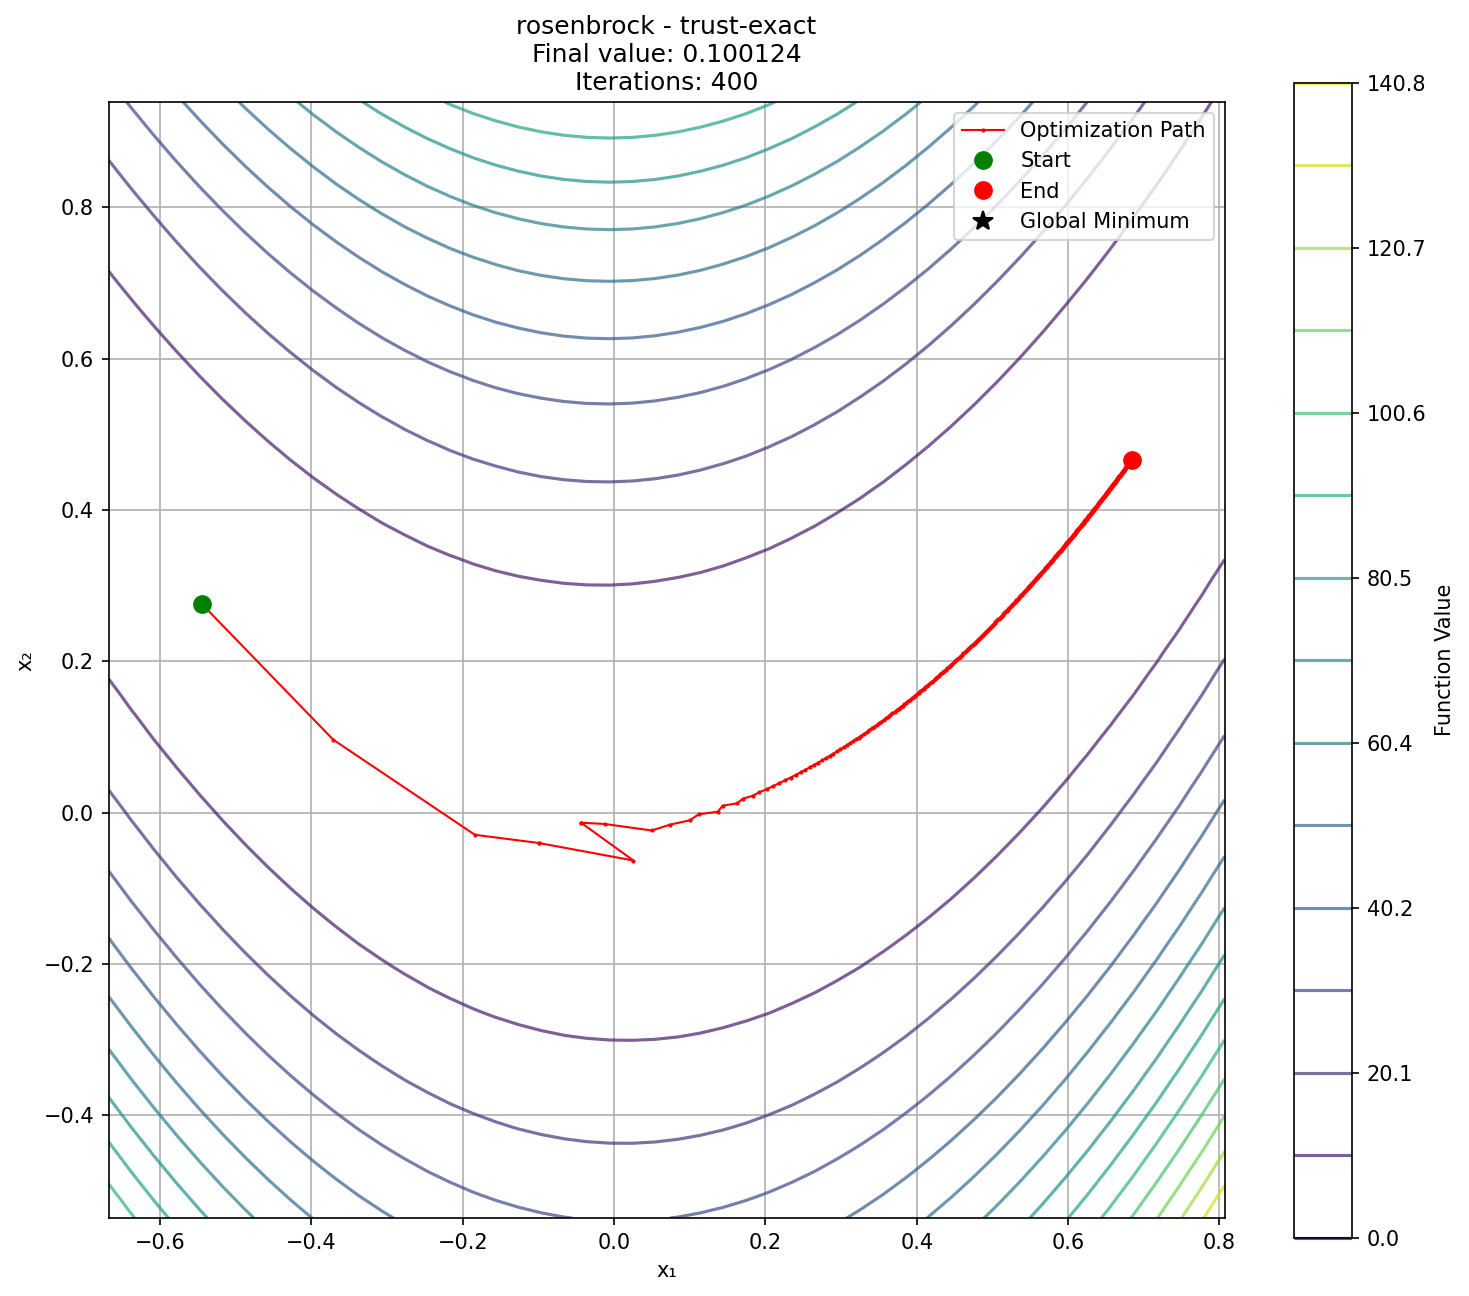 rosenbrock - trust-exact
Final value: 0.100124
Iterations: 400
Optimization Path
Start
End
Global Minimum
0.8
0.6
0.4
0.2
0.0
−0.2
−0.4
x₂
−0.6
−0.4
−0.2
0.0
0.2
0.4
0.6
0.8
x₁
140.8
120.7
100.6
80.5
60.4
40.2
20.1
0.0
Function Value